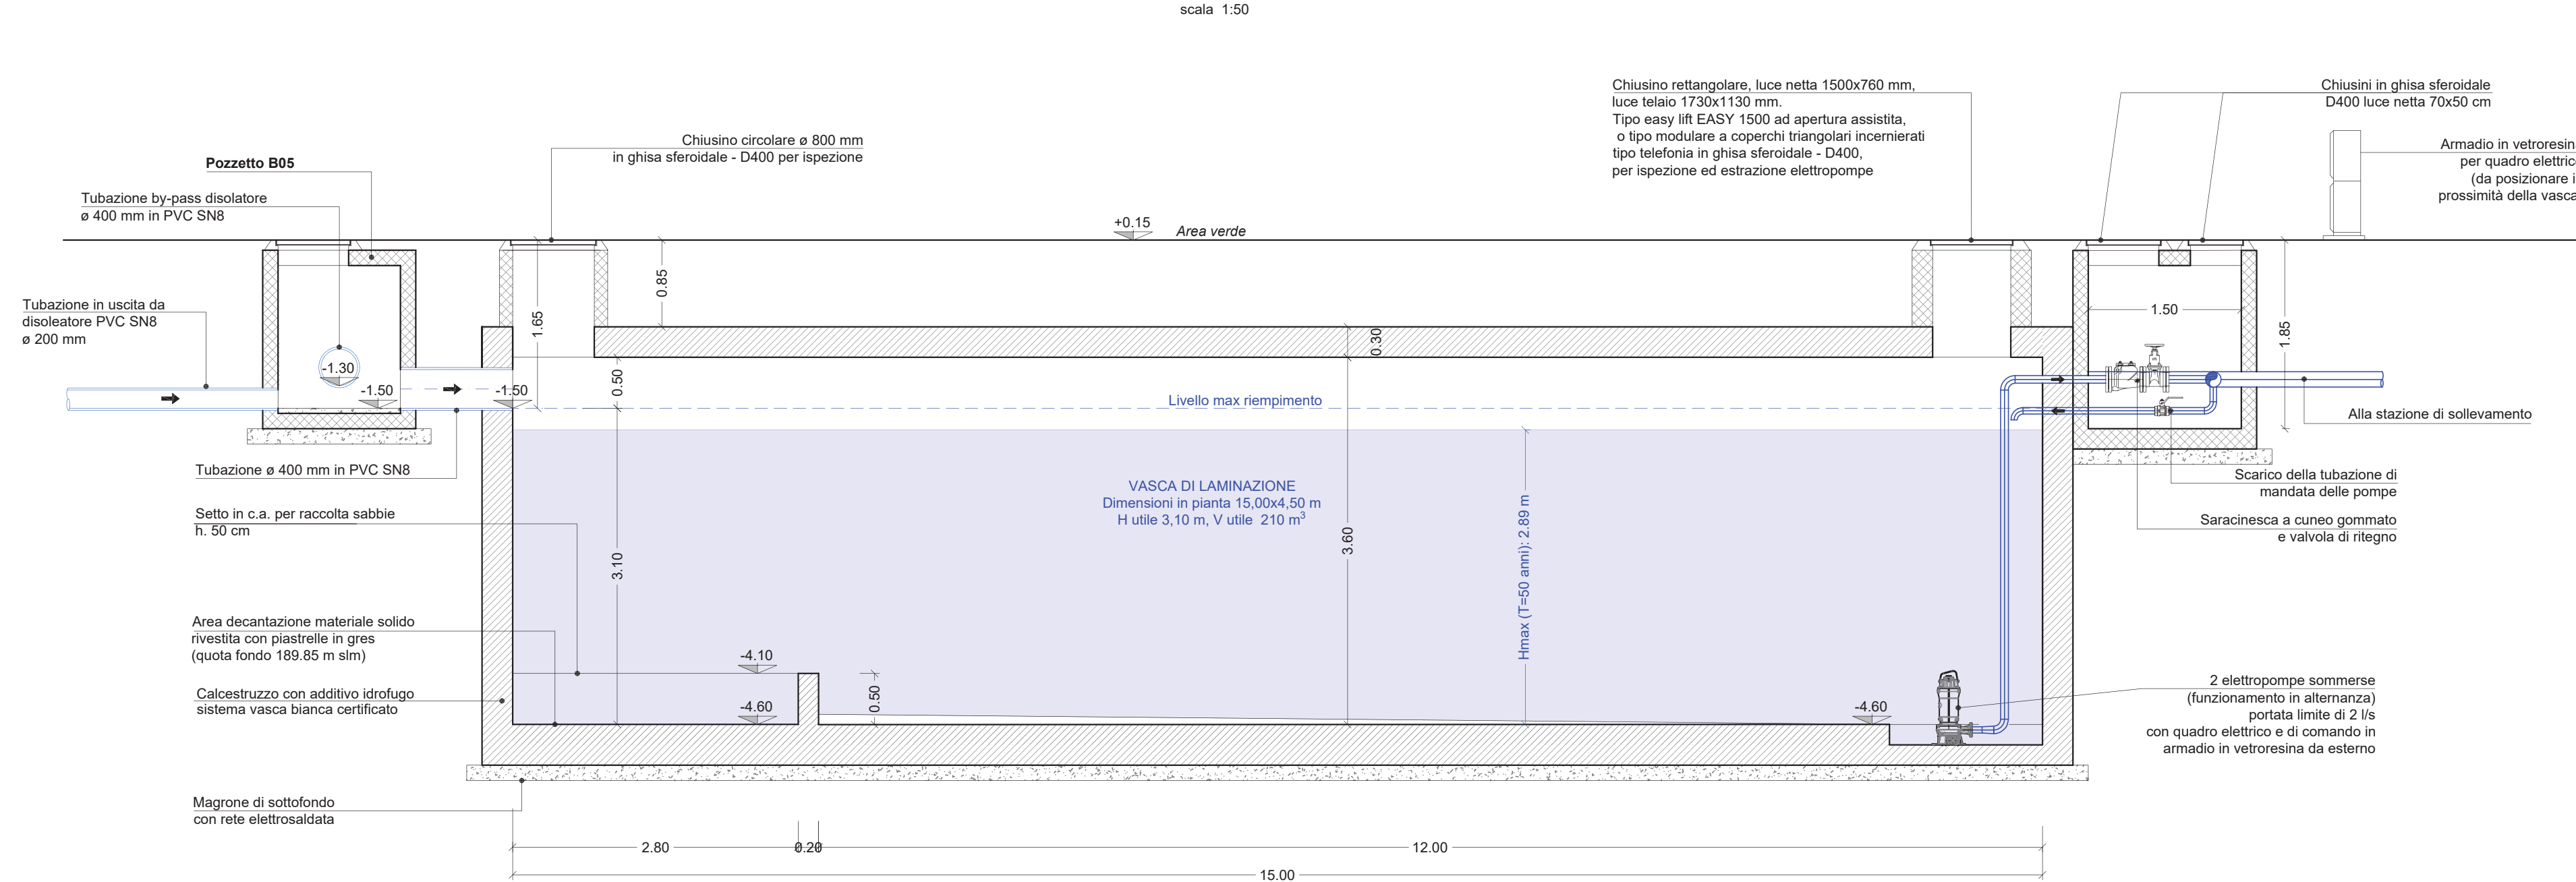 scala 1:50
Chiusino rettangolare, luce netta 1500x760 mm,
luce telaio 1730x1130 mm.
Tipo easy lift EASY 1500 ad apertura assistita,
o tipo modulare a coperchi triangolari incernierati
tipo telefonia in ghisa sferoidale - D400,
per ispezione ed estrazione elettropompe
Chiusini in ghisa sferoidale
D400 luce netta 70x50 cm
Armadio in vetroresina
per quadro elettrico
(da posizionare i
prossimità della vasca
Chiusino circolare ø 800 mm
in ghisa sferoidale - D400 per ispezione
Pozzetto B05
Tubazione by-pass disolatore
ø 400 mm in PVC SN8
+0.15
Area verde
0.85
Tubazione in uscita da
disoleatore PVC SN8
ø 200 mm
1.65
0.30
1.50
1.85
-1.30
-1.50
-1.50
0.50
Livello max riempimento
Alla stazione di sollevamento
Tubazione ø 400 mm in PVC SN8
Scarico della tubazione di
mandata delle pompe
VASCA DI LAMINAZIONE
Dimensioni in pianta 15,00x4,50 m
H utile 3,10 m, V utile 210 m³
Setto in c.a. per raccolta sabbie
h. 50 cm
Saracinesca a cuneo gommato
e valvola di ritegno
3.10
3.60
Hmax (T=50 anni): 2.89 m
Area decantazione materiale solido
rivestita con piastrelle in gres
(quota fondo 189.85 m slm)
-4.10
Calcestruzzo con additivo idrofugo
sistema vasca bianca certificato
-4.60
0.50
-4.60
2 elettropompe sommerse
(funzionamento in alternanza)
portata limite di 2 l/s
con quadro elettrico e di comando in
armadio in vetroresina da esterno
Magrone di sottofondo
con rete elettrosaldata
2.80
0.20
12.00
15.00